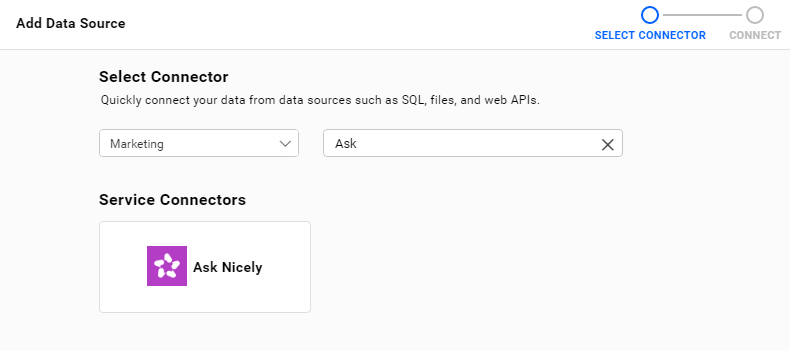 Add Data Source
SELECT CONNECTOR
CONNECT
Select Connector
Quickly connect your data from data sources such as SQL, files, and web APIs.
Marketing
Ask
Service Connectors
Ask Nicely